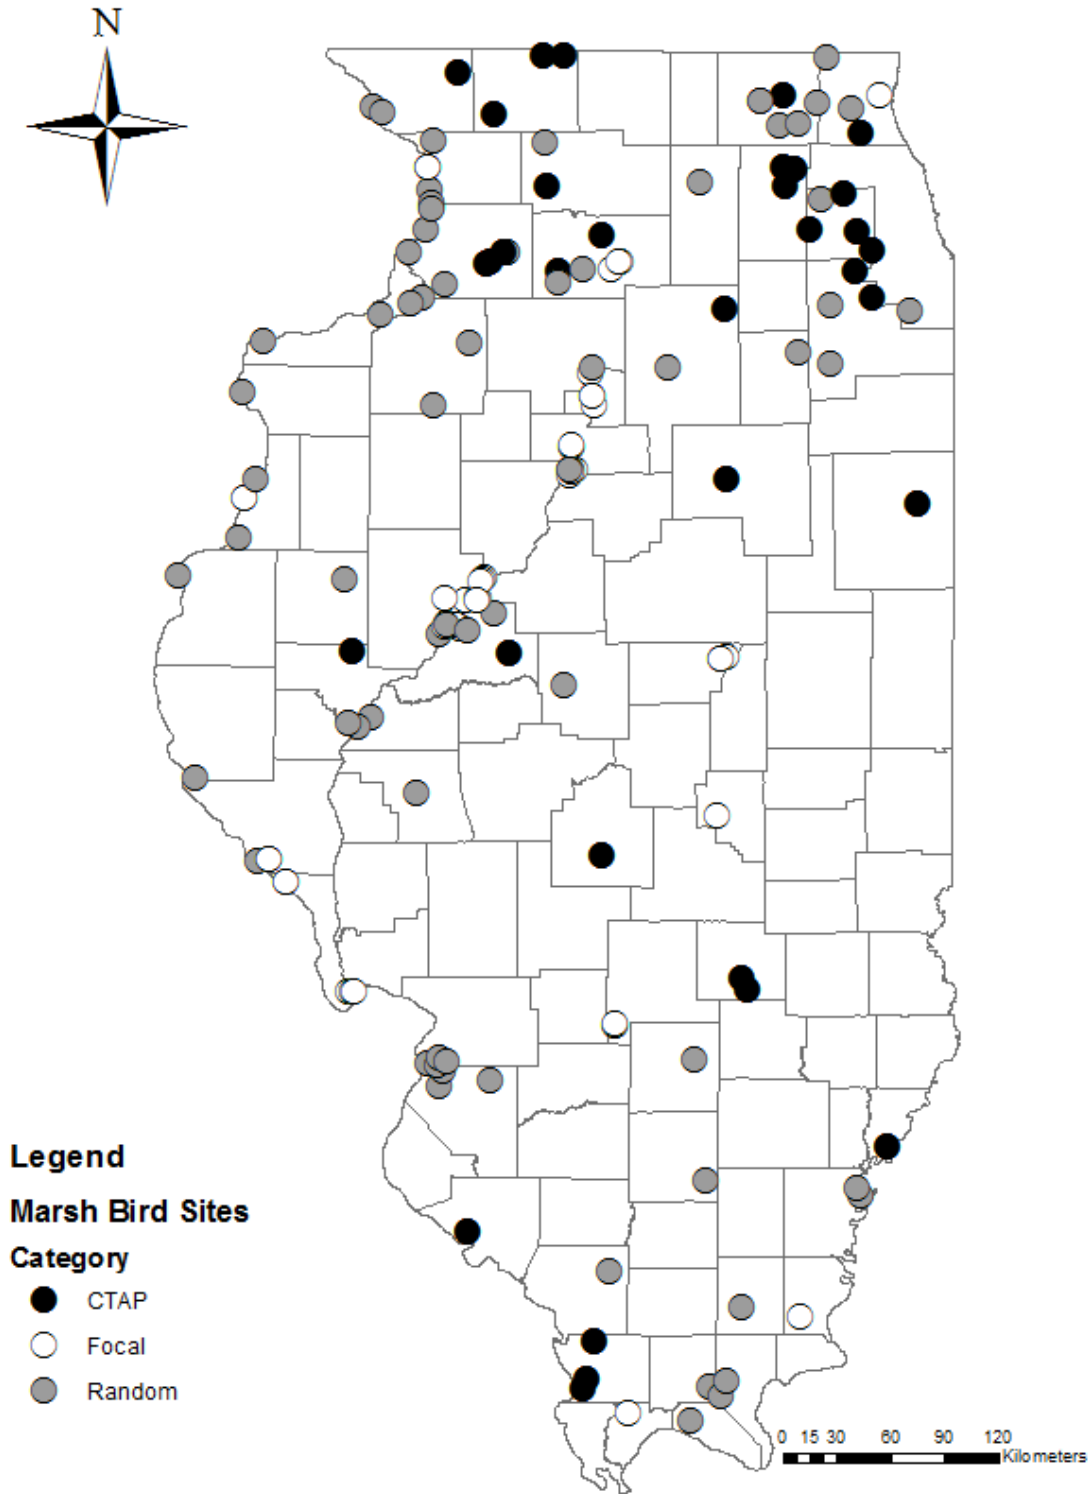 N
Legend
Marsh Bird Sites
Category
CTAP
Focal
Random
0 15 30 60 90 120
Kilometers